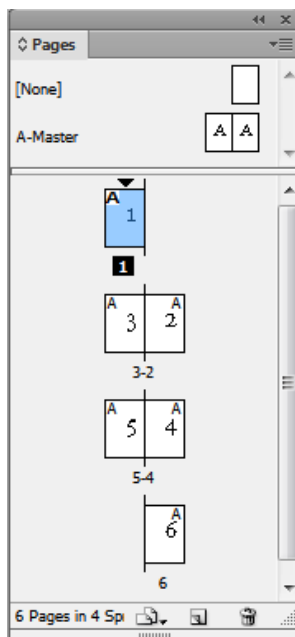 Pages
[None]
A-Master
A A
A
1
1
A A
3 2
3-2
A A
5 4
5-4
A
6
6
6 Pages in 4 Spr